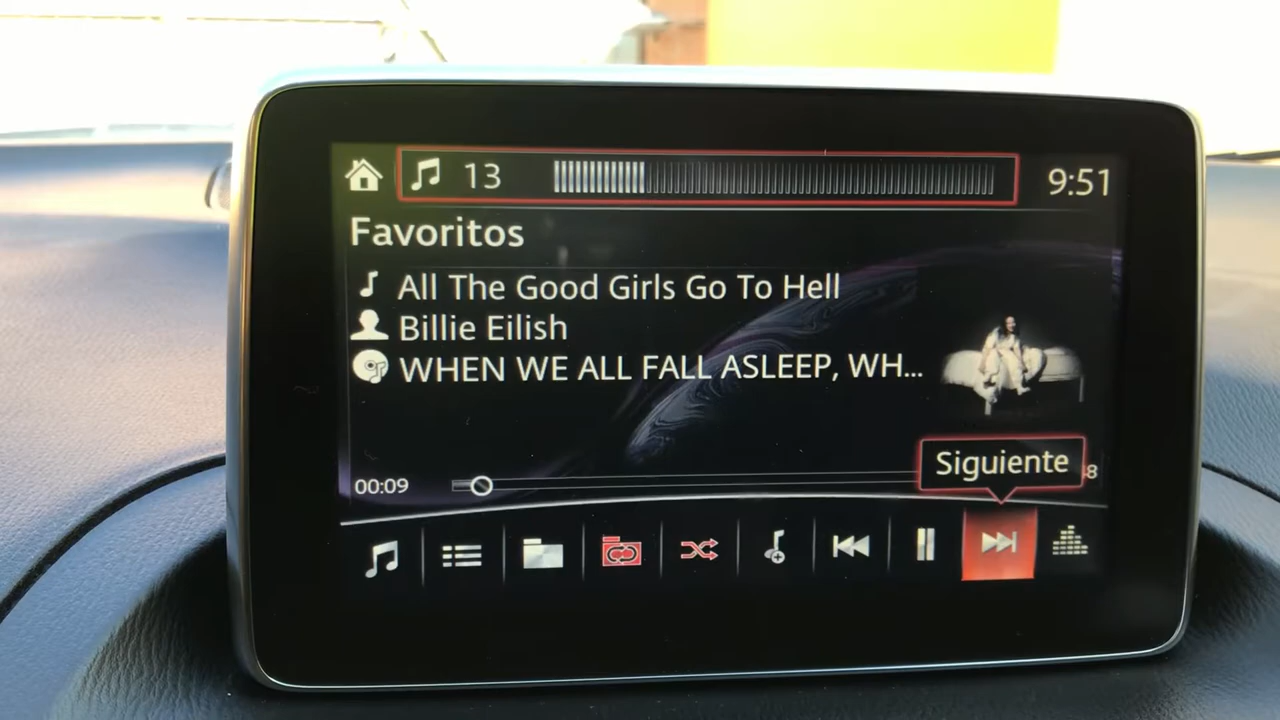 13
9:51
Favoritos
All The Good Girls Go To Hell
Billie Eilish
WHEN WE ALL FALL ASLEEP, WH...
Siguiente
00:09
8